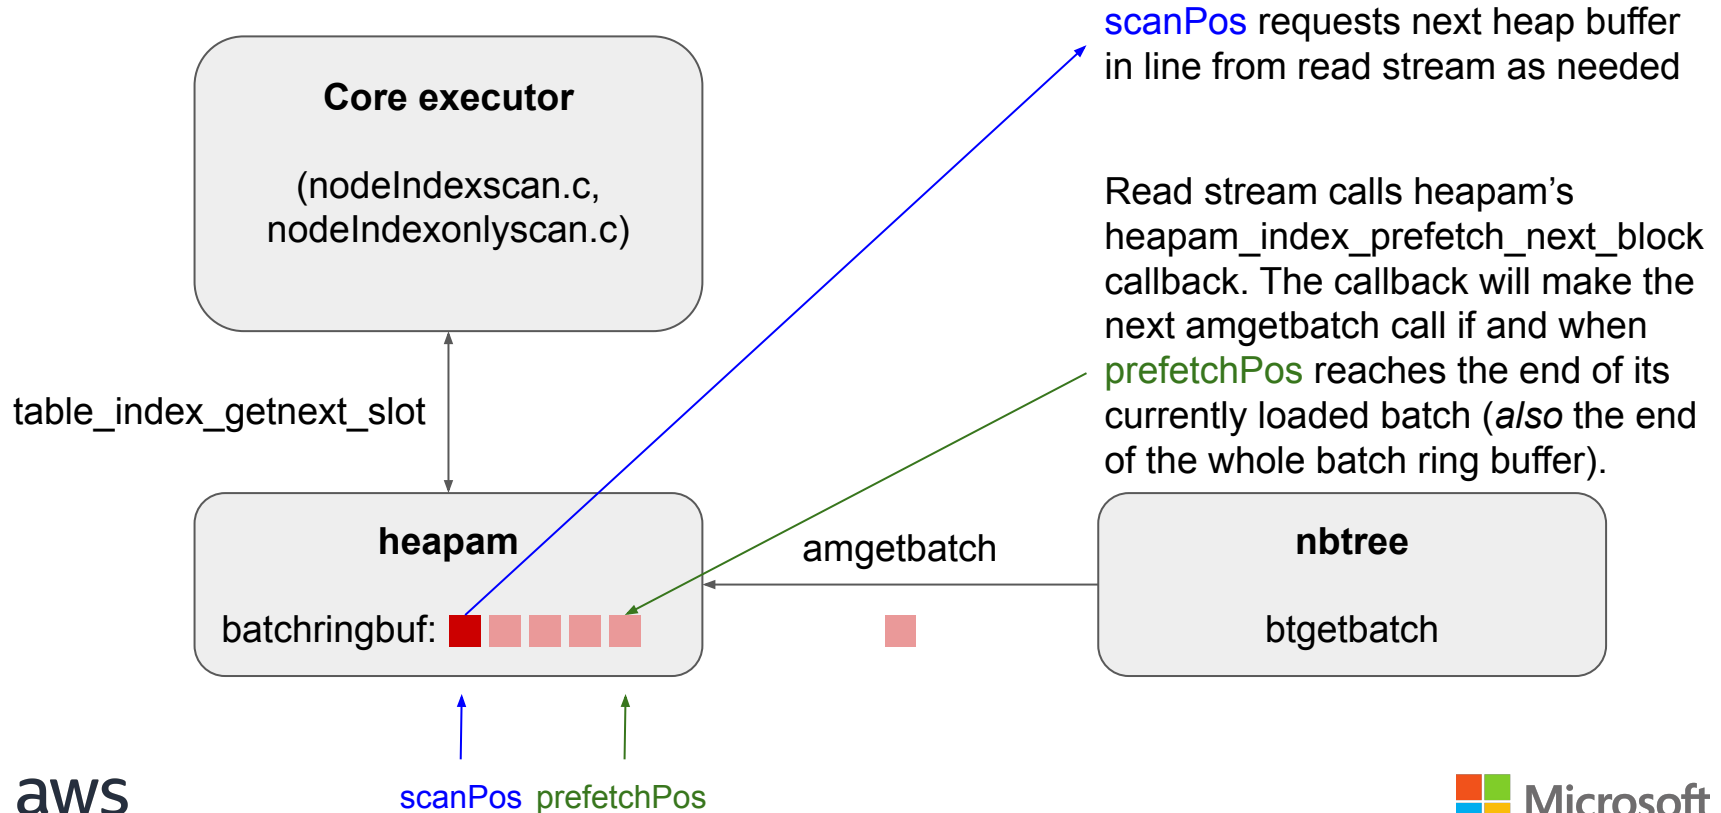 scanPos requests next heap buffer
in line from read stream as needed
Core executor
(nodeIndexscan.c,
nodeIndexonlyscan.c)
Read stream calls heapam’s
heapam_index_prefetch_next_block
callback. The callback will make the
next amgetbatch call if and when
prefetchPos reaches the end of its
currently loaded batch (also the end
of the whole batch ring buffer).
table_index_getnext_slot
heapam
batchringbuf:
amgetbatch
nbtree
btgetbatch
scanPos prefetchPos
aws
Microsoft